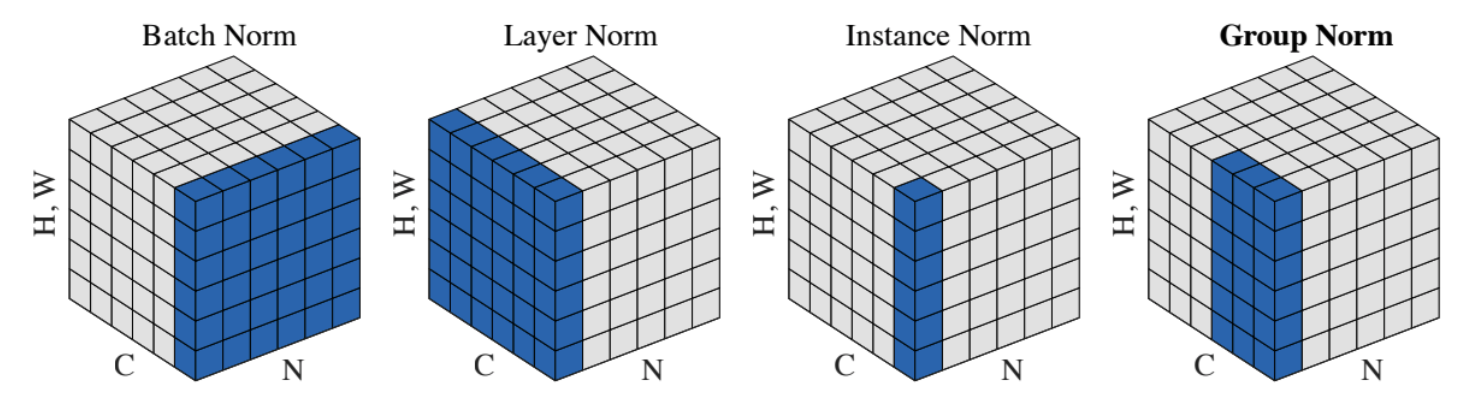 Batch Norm
Layer Norm
Instance Norm
Group Norm
H, W
C
N
H, W
C
N
H, W
C
N
H, W
C
N